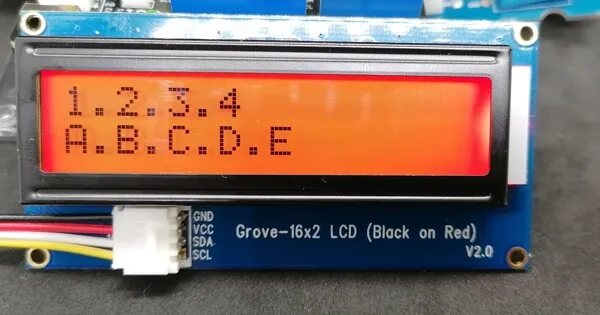 1.2.3.4
A.B.C.D.E
GND
VCC
SDA
SCL
Grove-16x2 LCD (Black on Red)
V2.0